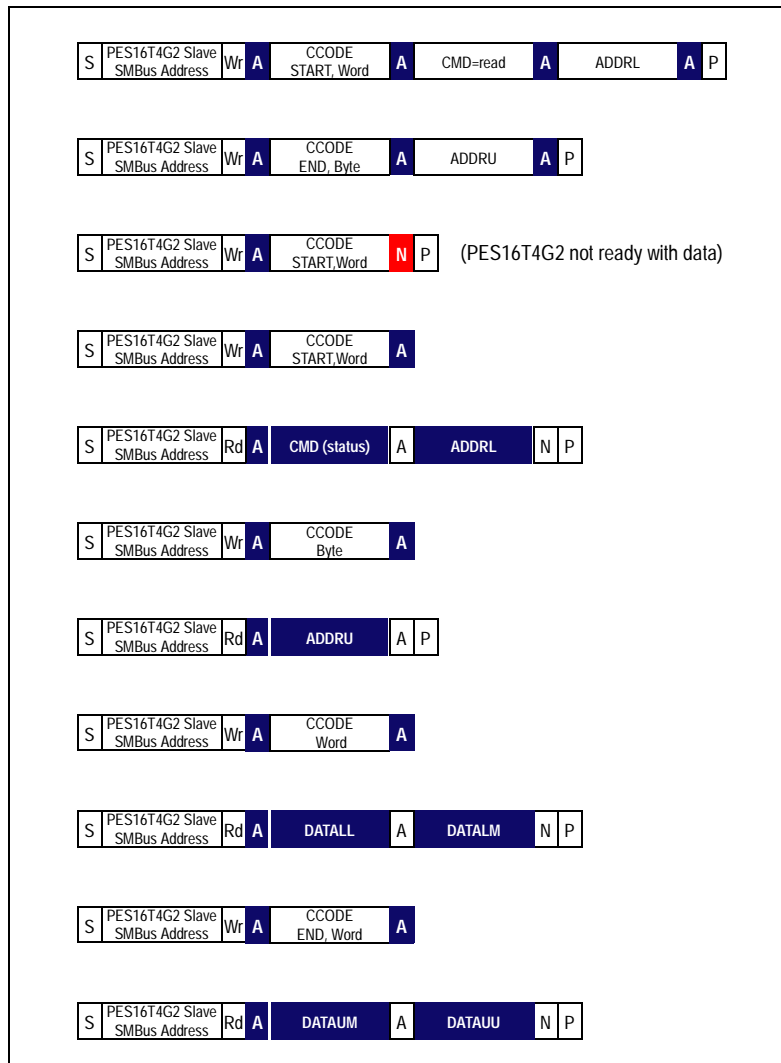 S PES16T4G2 Slave SMBus Address Wr A CCODE START, Word A CMD=read A ADDRL A P
S PES16T4G2 Slave SMBus Address Wr A CCODE END, Byte A ADDRU A P
S PES16T4G2 Slave SMBus Address Wr A CCODE START,Word N P (PES16T4G2 not ready with data)
S PES16T4G2 Slave SMBus Address Wr A CCODE START,Word A
S PES16T4G2 Slave SMBus Address Rd A CMD (status) A ADDRL N P
S PES16T4G2 Slave SMBus Address Wr A CCODE Byte A
S PES16T4G2 Slave SMBus Address Rd A ADDRU A P
S PES16T4G2 Slave SMBus Address Wr A CCODE Word A
S PES16T4G2 Slave SMBus Address Rd A DATALL A DATALM N P
S PES16T4G2 Slave SMBus Address Wr A CCODE END, Word A
S PES16T4G2 Slave SMBus Address Rd A DATAUM A DATAUU N P